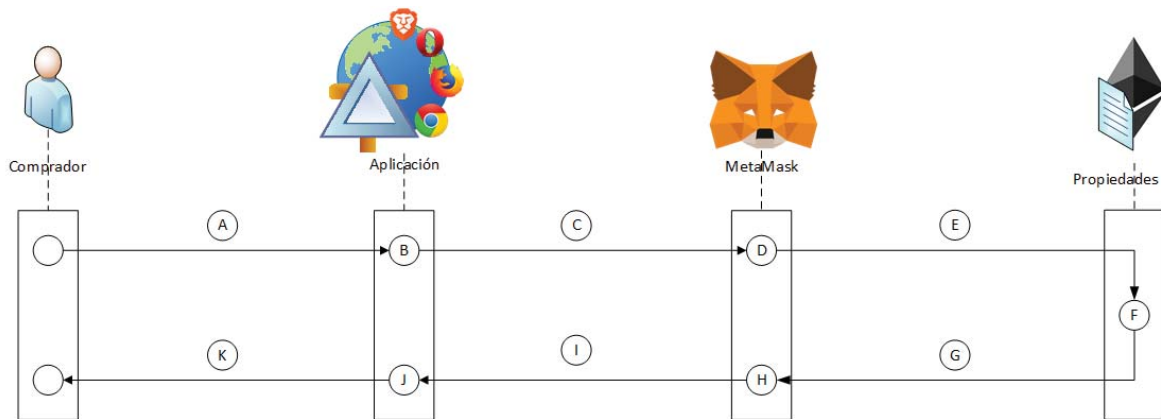 Comprador
Aplicación
MetaMask
Propiedades
A
C
E
B
D
F
K
I
G
J
H